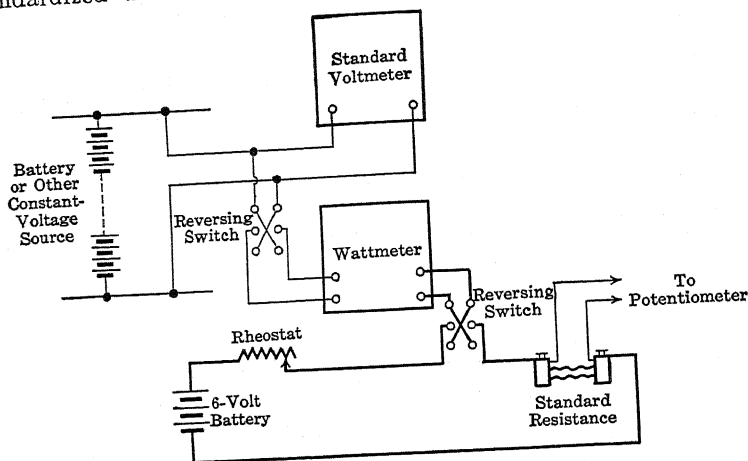 Standard
Voltmeter
Battery
or Other
Constant-
Voltage
Source
Reversing
Switch
Wattmeter
Reversing
Switch
To
Potentiometer
Rheostat
6-Volt
Battery
Standard
Resistance